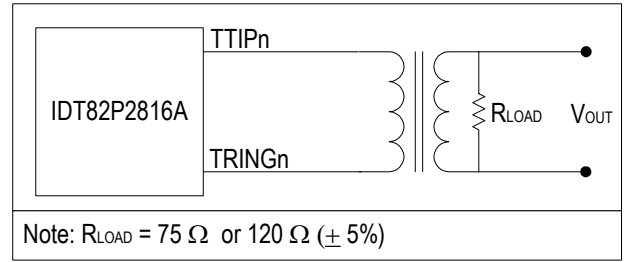 TTIPn
IDT82P2816A
RLOAD VOUT
TRINGn
Note: RLOAD = 75 Ω or 120 Ω (± 5%)